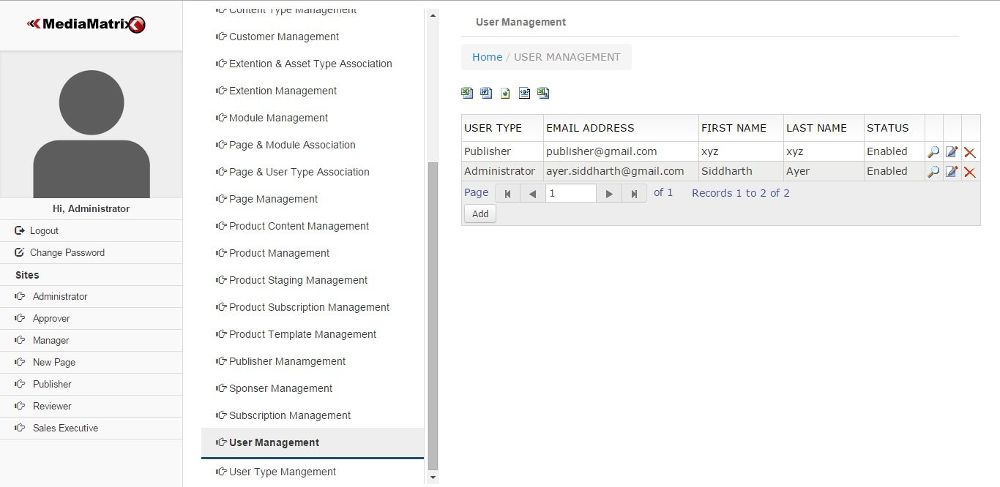 MediaMatrix
Hi, Administrator
Logout
Change Password
Sites
Administrator
Approver
Manager
New Page
Publisher
Reviewer
Sales Executive
Content Type Management
Customer Management
Extention & Asset Type Association
Extention Management
Module Management
Page & Module Association
Page & User Type Association
Page Management
Product Content Management
Product Management
Product Staging Management
Product Subscription Management
Product Template Management
Publisher Manamgement
Sponser Management
Subscription Management
User Management
User Type Mangement
User Management
Home / USER MANAGEMENT
USER TYPE EMAIL ADDRESS FIRST NAME LAST NAME STATUS
Publisher publisher@gmail.com xyz xyz Enabled
Administrator ayer.siddharth@gmail.com Siddharth Ayer Enabled
Page 1 of 1 Records 1 to 2 of 2
Add